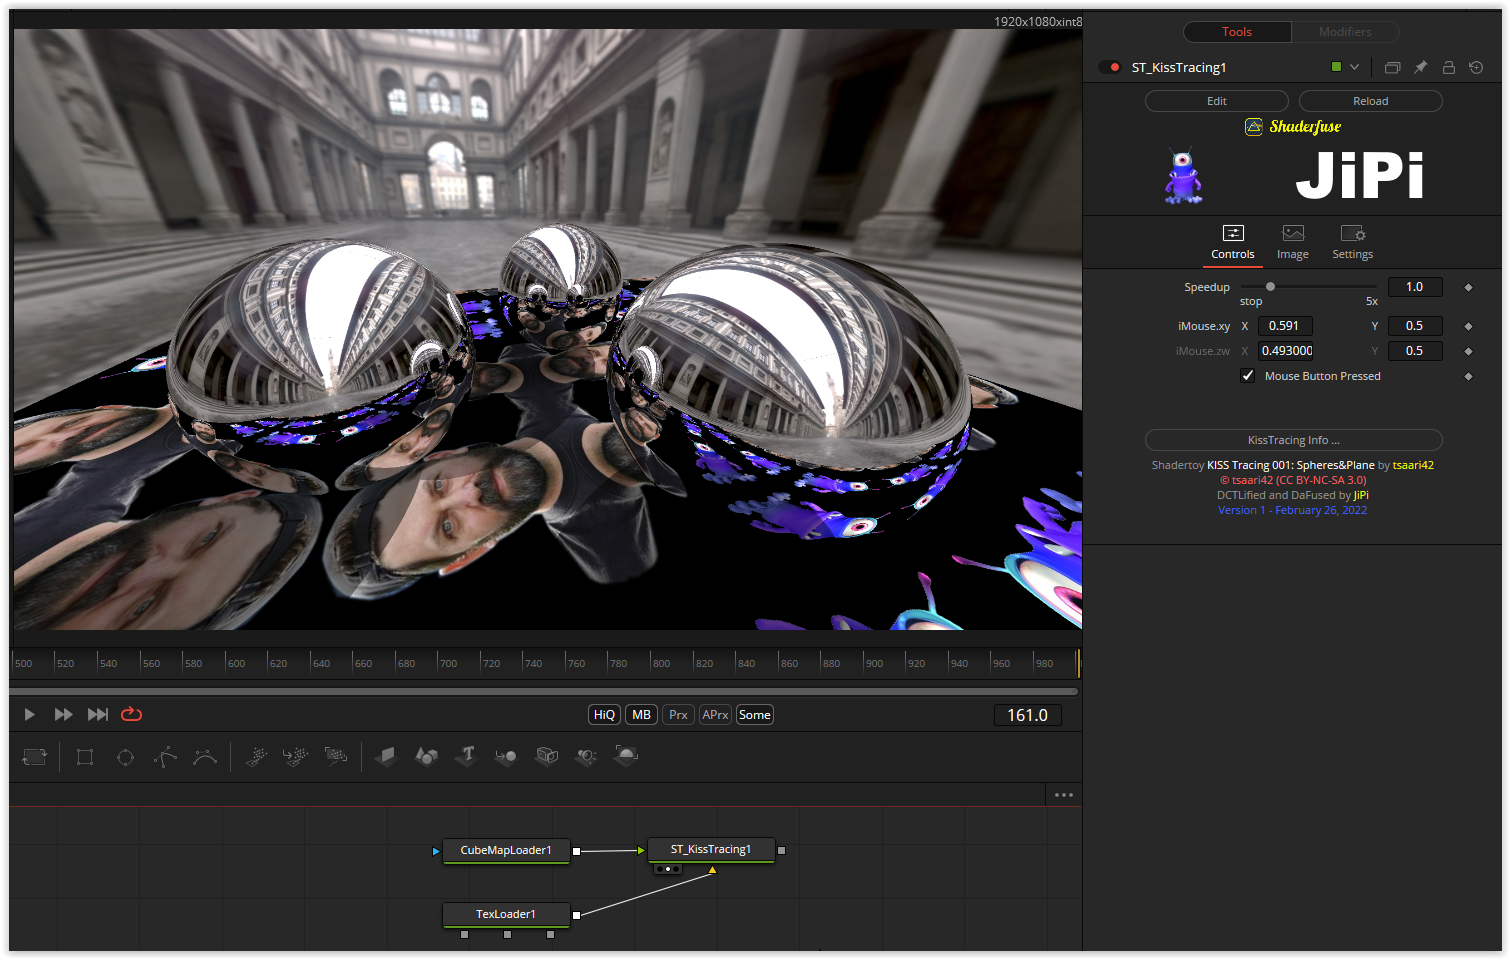 1920x1080xint8
Tools
Modifiers
ST_KissTracing1
Edit
Reload
Shaderfuse
JiPi
Controls
Image
Settings
Speedup
1.0
stop
5x
iMouse.xy X 0.591 Y 0.5
iMouse.zw X 0.493000 Y 0.5
Mouse Button Pressed
KissTracing Info ...
Shadertoy KISS Tracing 001: Spheres&Plane by tsaari42
© tsaari42 (CC BY-NC-SA 3.0)
DCTLified and DaFused by JiPi
Version 1 - February 26, 2022
500 520 540 560 580 600 620 640 660 680 700 720 740 760 780 800 820 840 860 880 900 920 940 960 980
HiQ MB Prx APrx Some
161.0
CubeMapLoader1
ST_KissTracing1
TexLoader1